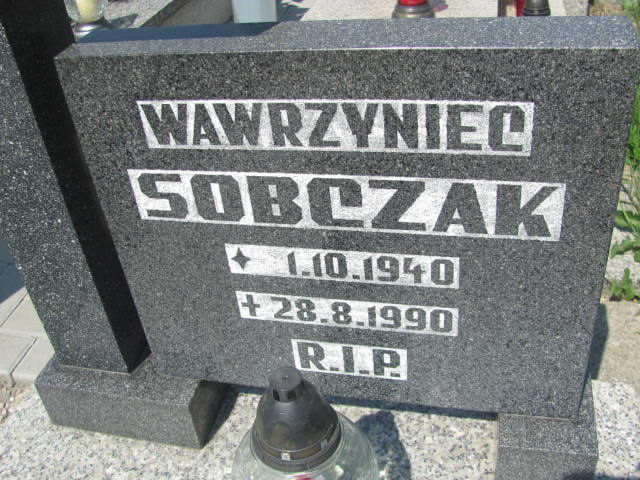 WAWRZYNIEC
SOBCZAK
✦ 1.10.1940
+ 28.8.1990
R.I.P.